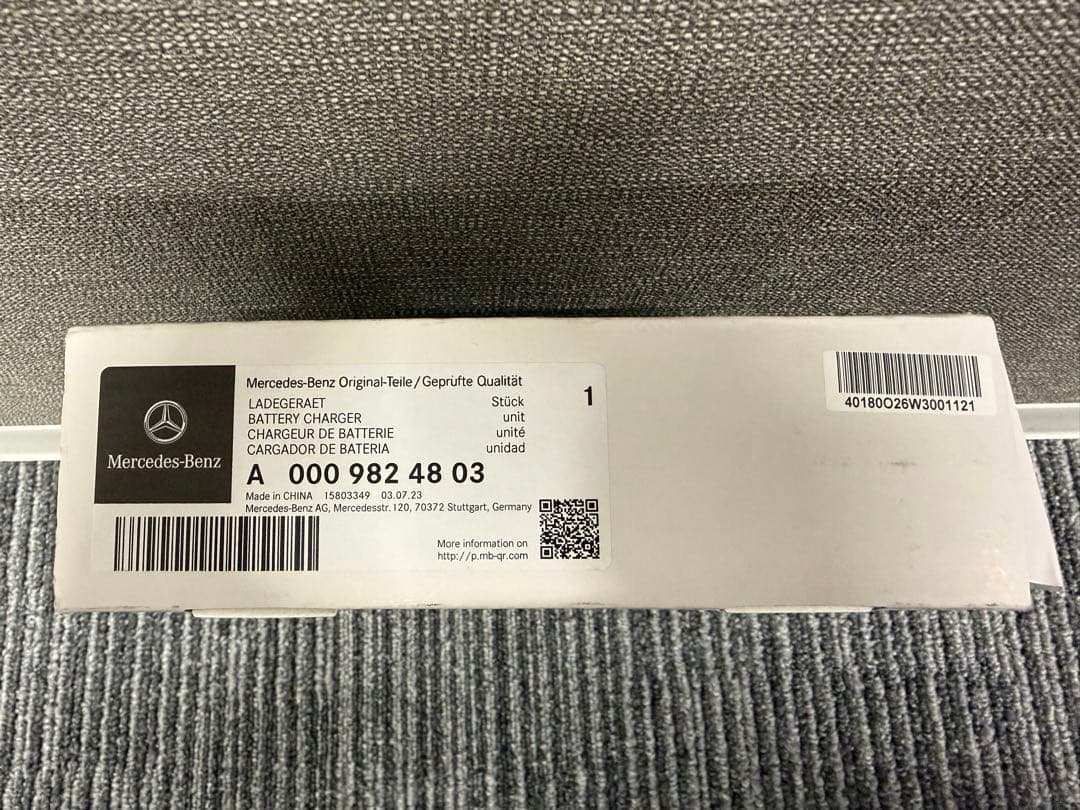 Mercedes-Benz
Mercedes-Benz Original-Teile/Geprüfte Qualität
1
LADEGERAET Stück
BATTERY CHARGER unit
CHARGEUR DE BATTERIE unité
CARGADOR DE BATERIA unidad
A 000 982 48 03
Made in CHINA 15803349 03.07.23
Mercedes-Benz AG, Mercedesstr. 120, 70372 Stuttgart, Germany
More information on
http://p.mb-qr.com
40180O26W3001121